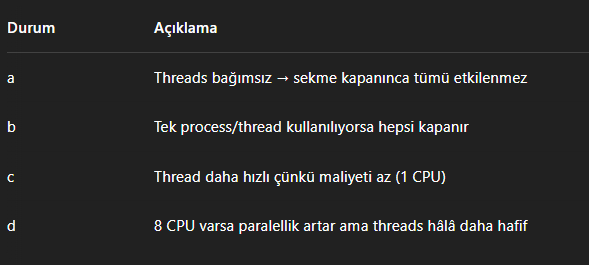 Durum Açıklama
a Threads bağımsız → sekme kapanınca tümü etkilenmez
b Tek process/thread kullanılıyorsa hepsi kapanır
c Thread daha hızlı çünkü maliyeti az (1 CPU)
d 8 CPU varsa paralellik artar ama threads hâlâ daha hafif